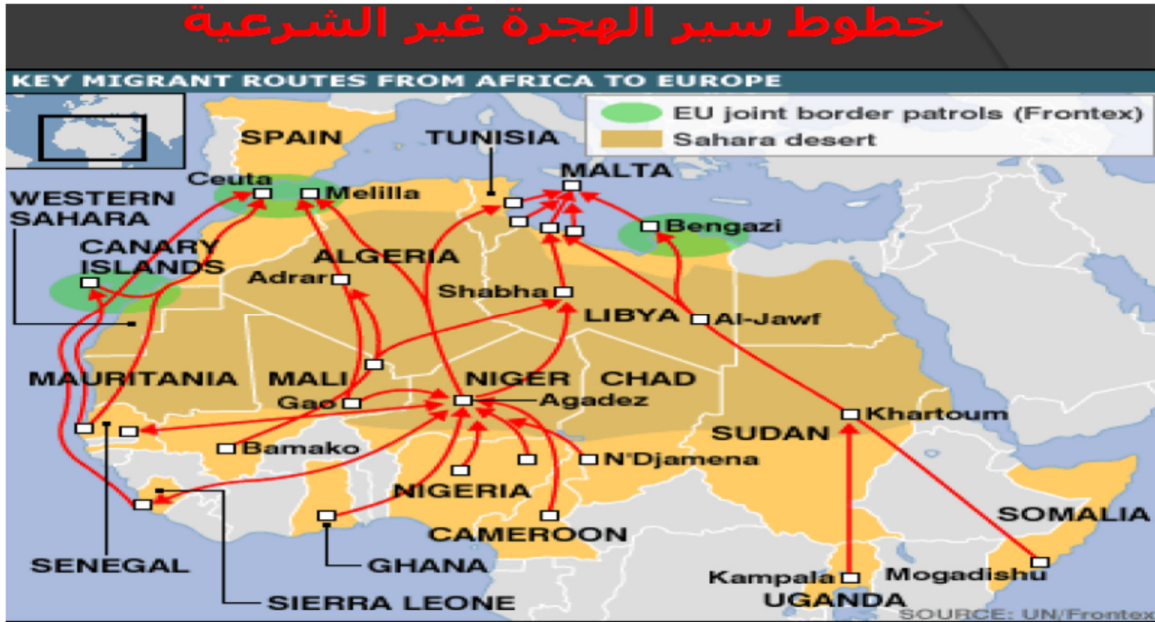 خطوط سير الهجرة غير الشرعية
KEY MIGRANT ROUTES FROM AFRICA TO EUROPE
EU joint border patrols (Frontex)
Sahara desert
SPAIN
TUNISIA
MALTA
Ceuta
Melilla
WESTERN
SAHARA
Bengazi
CANARY
ISLANDS
ALGERIA
Adrar
Shabha
LIBYA
Al-Jawf
MAURITANIA
MALI
NIGER
CHAD
Gao
Agadez
Khartoum
SUDAN
Bamako
N'Djamena
NIGERIA
SOMALIA
CAMEROON
SENEGAL
GHANA
Kampala
Mogadishu
SIERRA LEONE
UGANDA
SOURCE: UN/Frontex